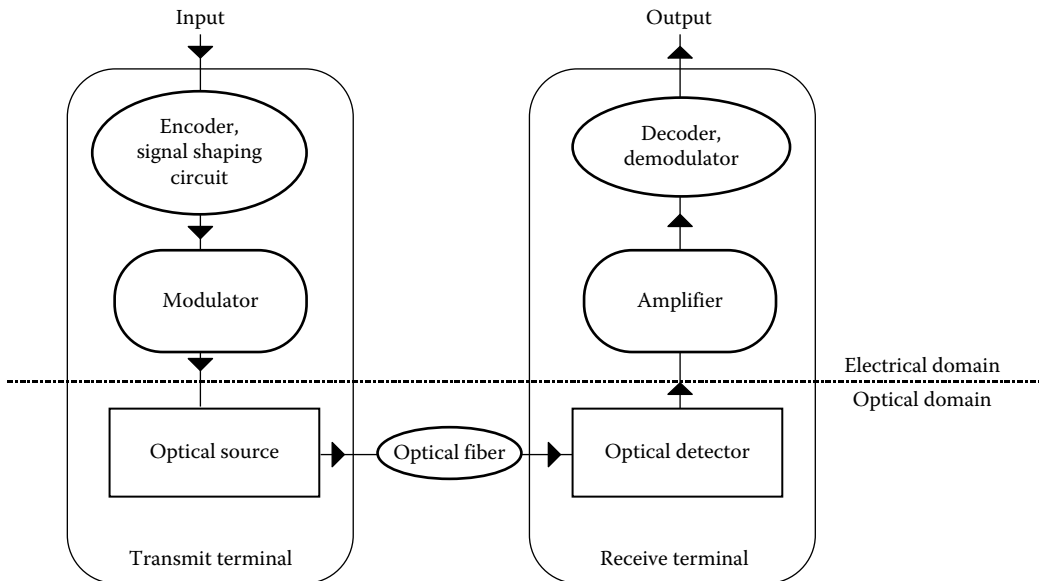 Input
Output
Encoder,
signal shaping
circuit
Decoder,
demodulator
Modulator
Amplifier
Electrical domain
Optical domain
Optical source
Optical fiber
Optical detector
Transmit terminal
Receive terminal